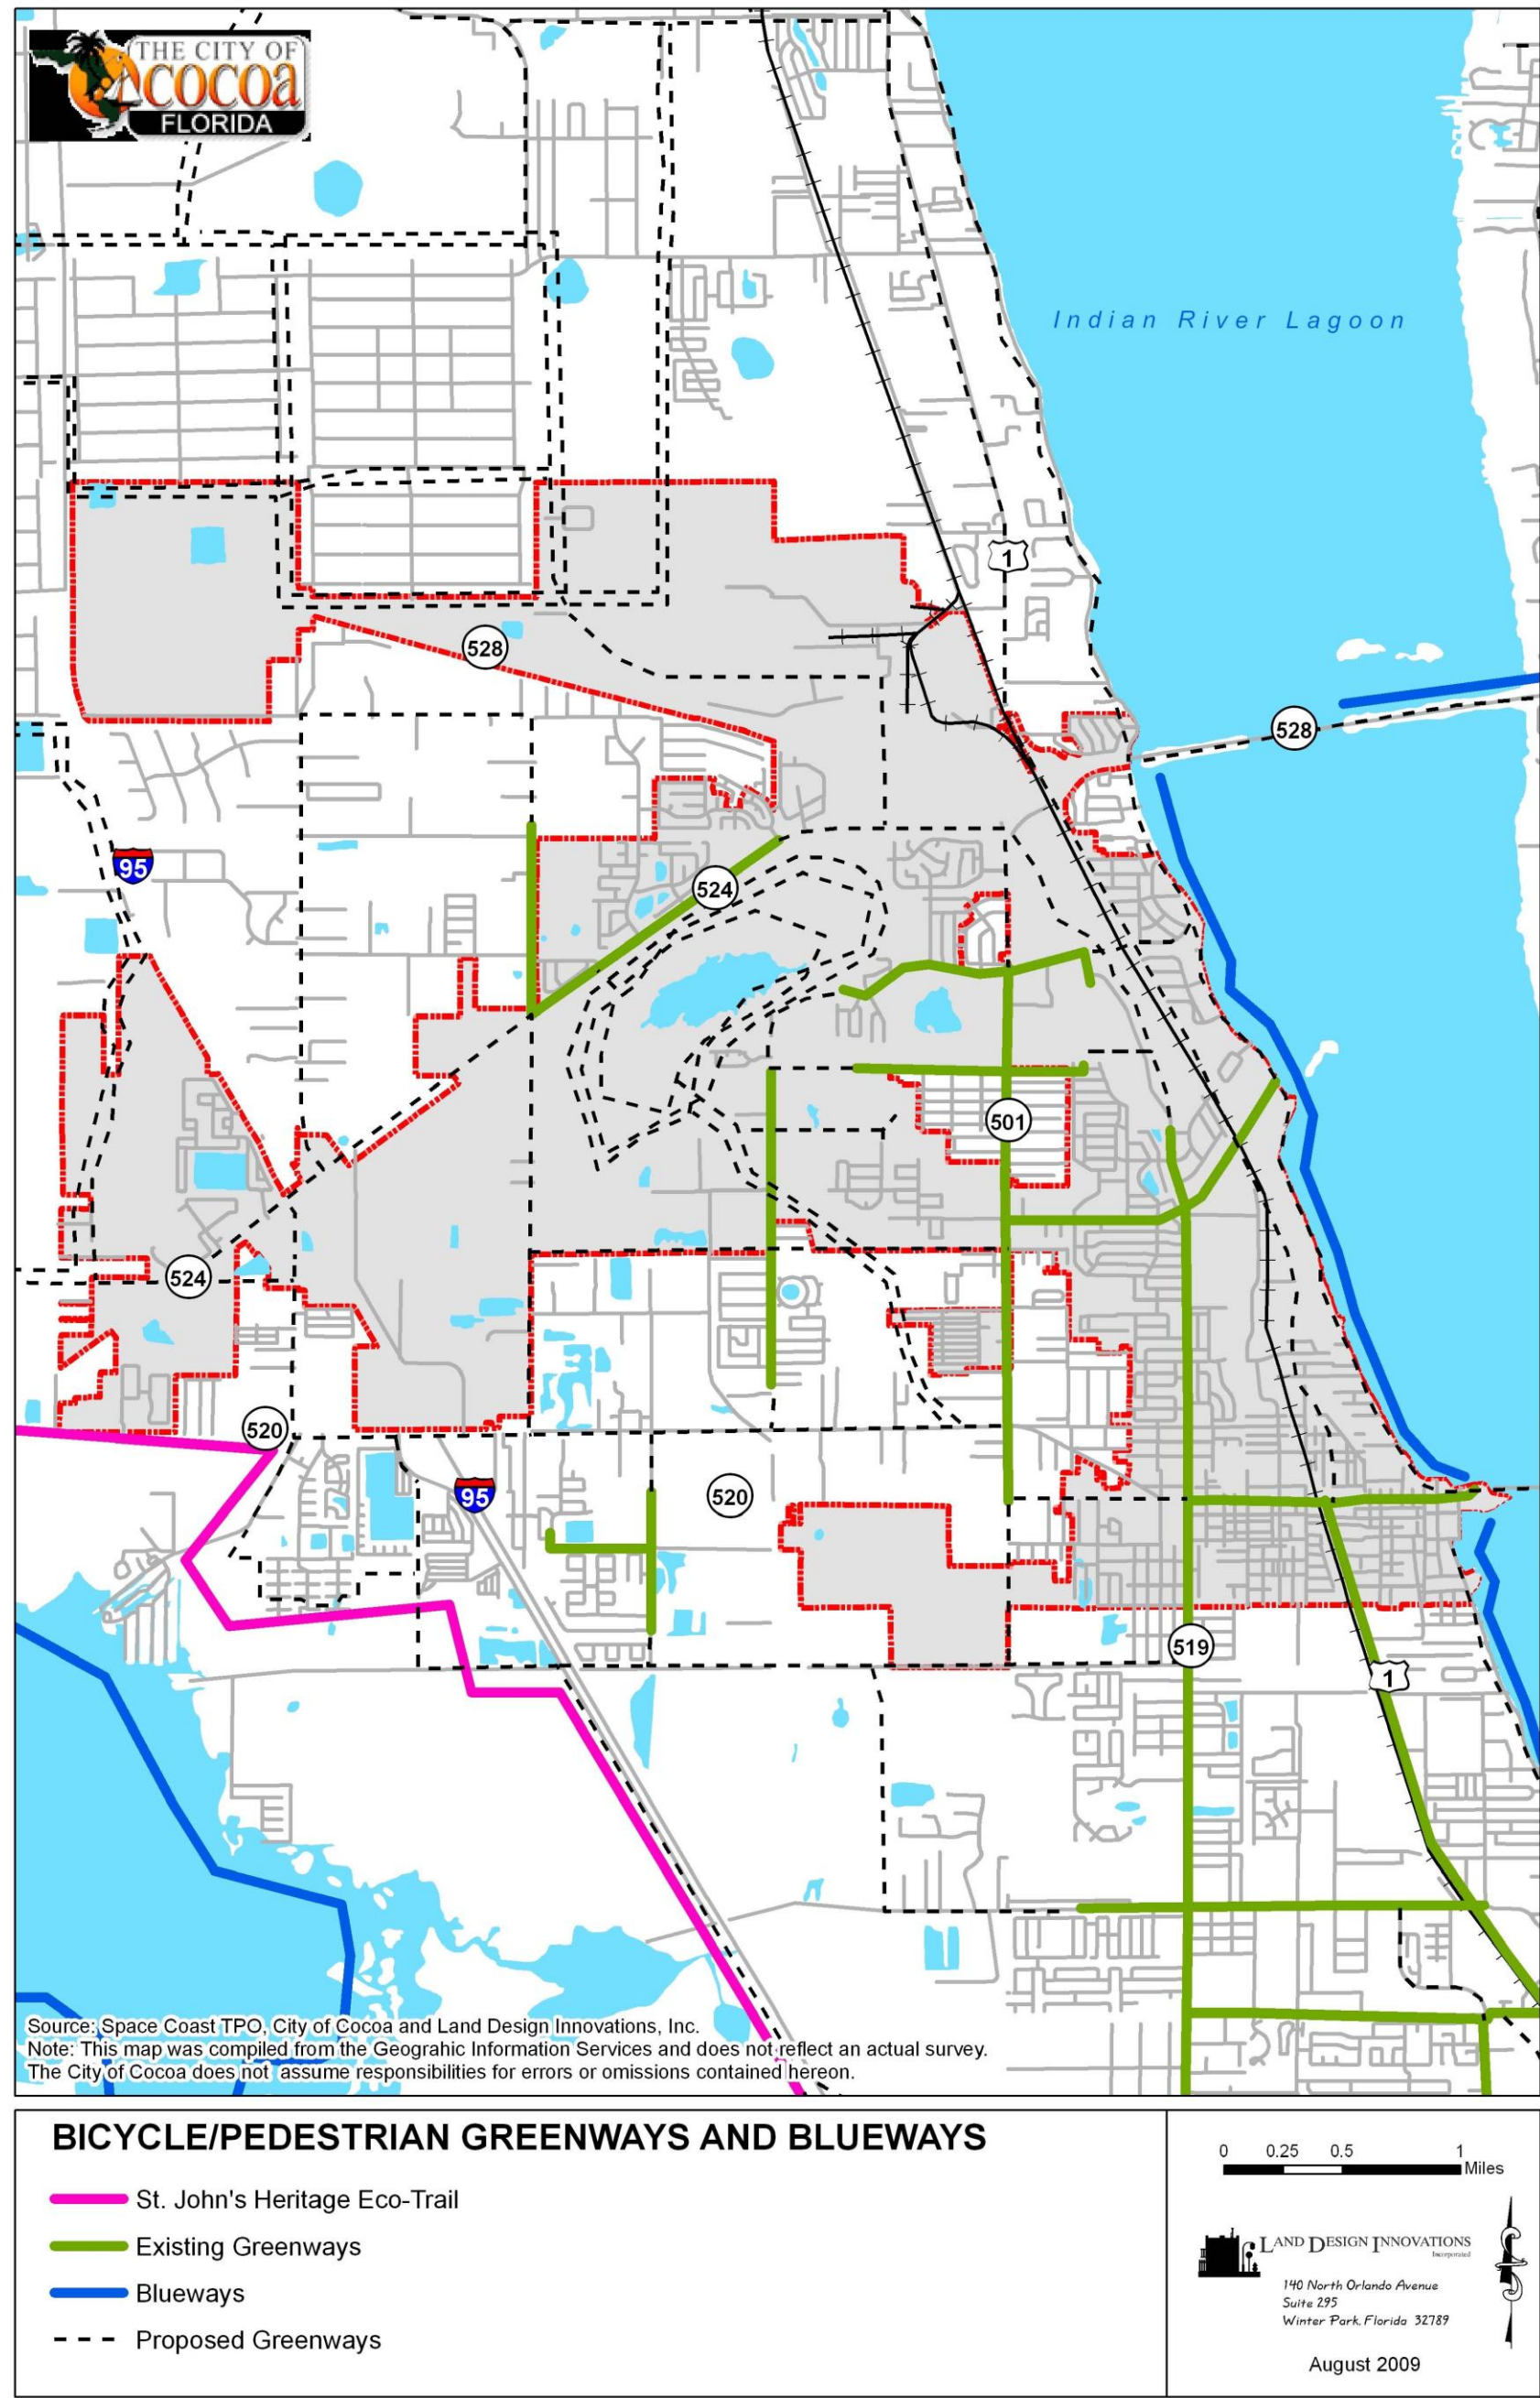 THE CITY OF
COCOa
FLORIDA
Indian River Lagoon
1
528
528
95
524
501
524
520
95
520
519
1
Source: Space Coast TPO, City of Cocoa and Land Design Innovations, Inc.
Note: This map was compiled from the Geograhic Information Services and does not reflect an actual survey.
The City of Cocoa does not assume responsibilities for errors or omissions contained hereon.
BICYCLE/PEDESTRIAN GREENWAYS AND BLUEWAYS
St. John's Heritage Eco-Trail
Existing Greenways
Blueways
Proposed Greenways
0 0.25 0.5 1
Miles
LAND DESIGN INNOVATIONS
Incorporated
140 North Orlando Avenue
Suite 295
Winter Park, Florida 32789
August 2009